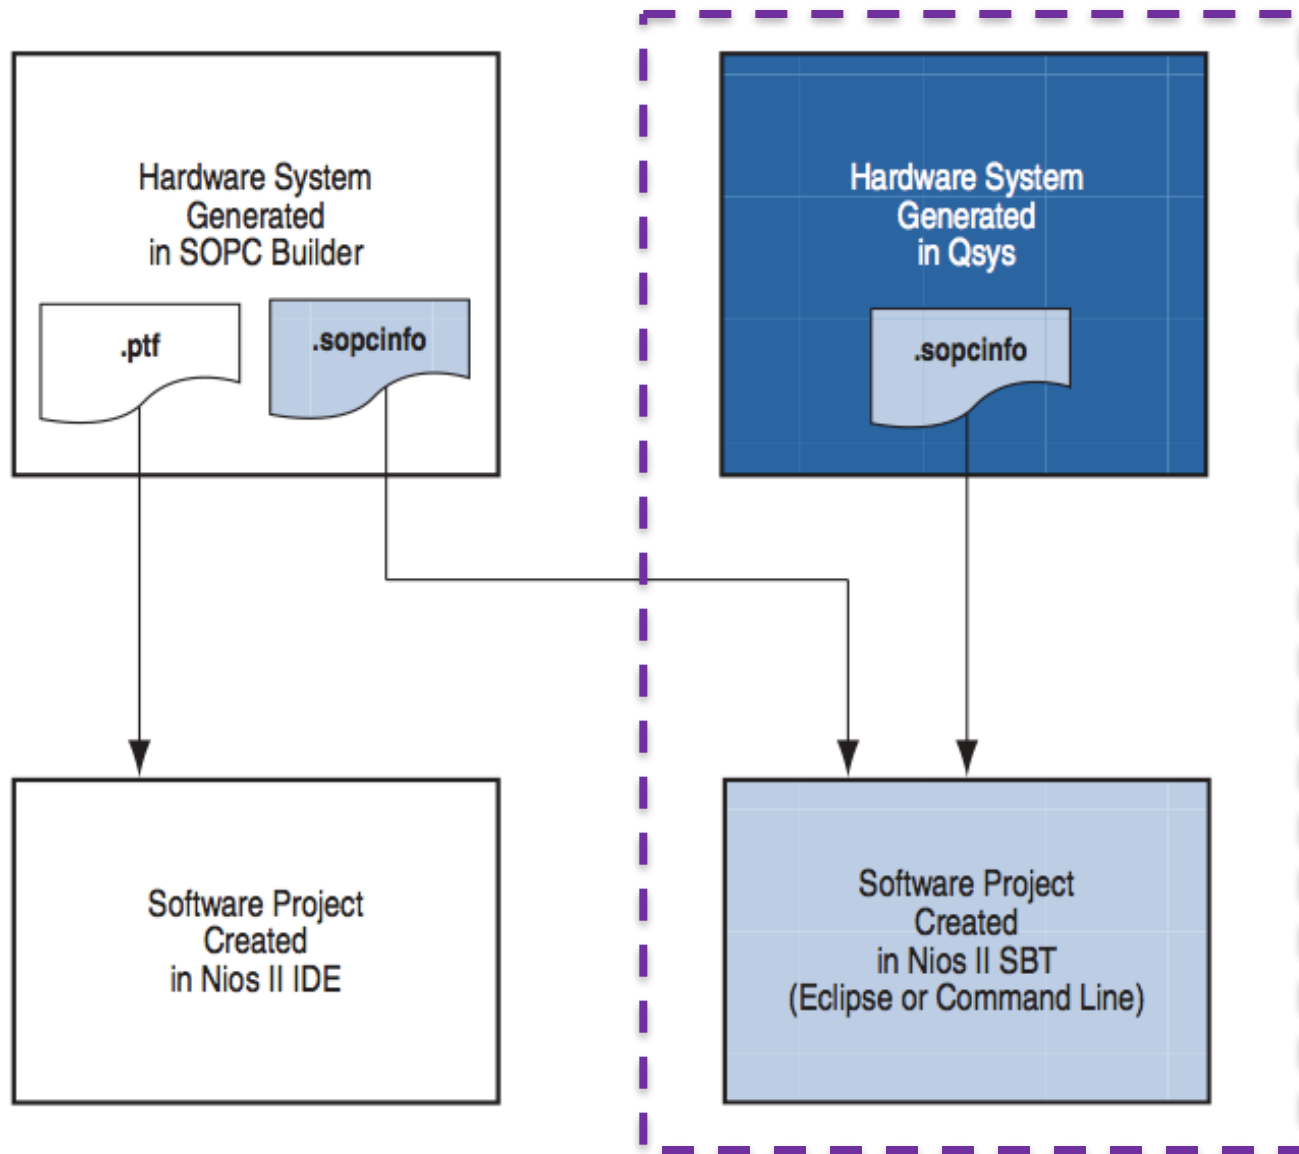 Hardware System
Generated
in SOPC Builder
.ptf
.sopcinfo
Hardware System
Generated
in Qsys
.sopcinfo
Software Project
Created
in Nios II IDE
Software Project
Created
in Nios II SBT
(Eclipse or Command Line)